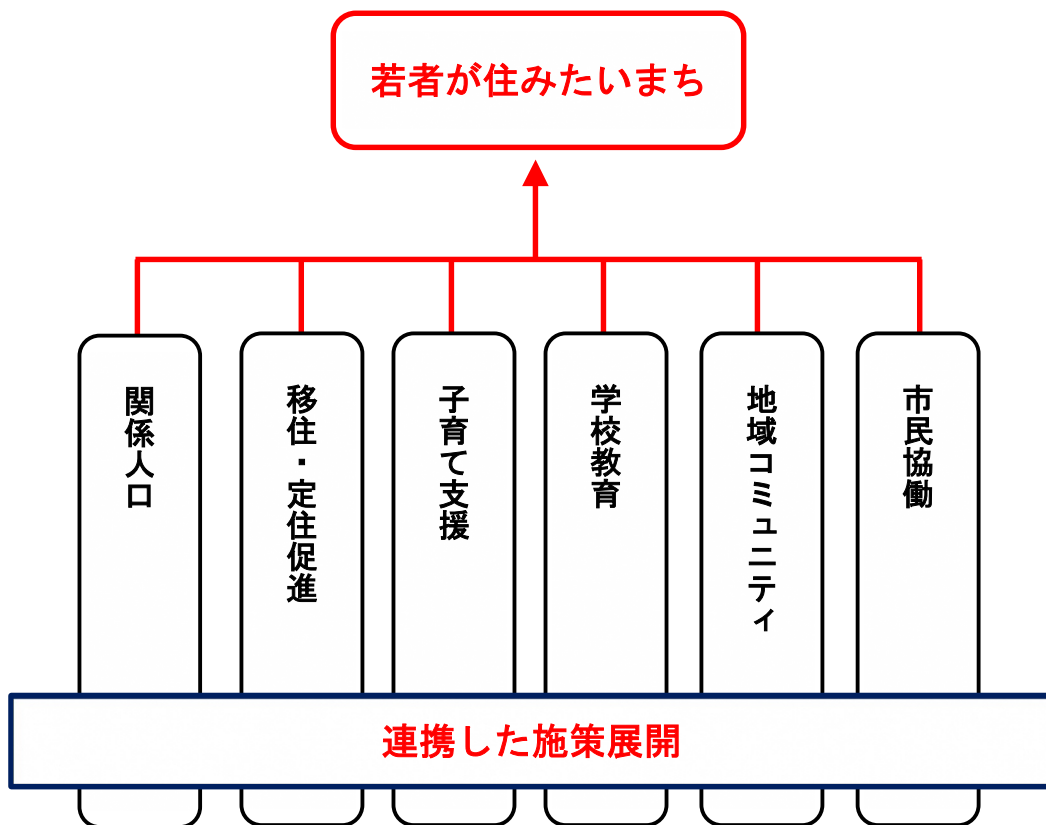 若者が住みたいまち
関係人口
移住・定住促進
子育て支援
学校教育
地域コミュニティ
市民協働
連携した施策展開